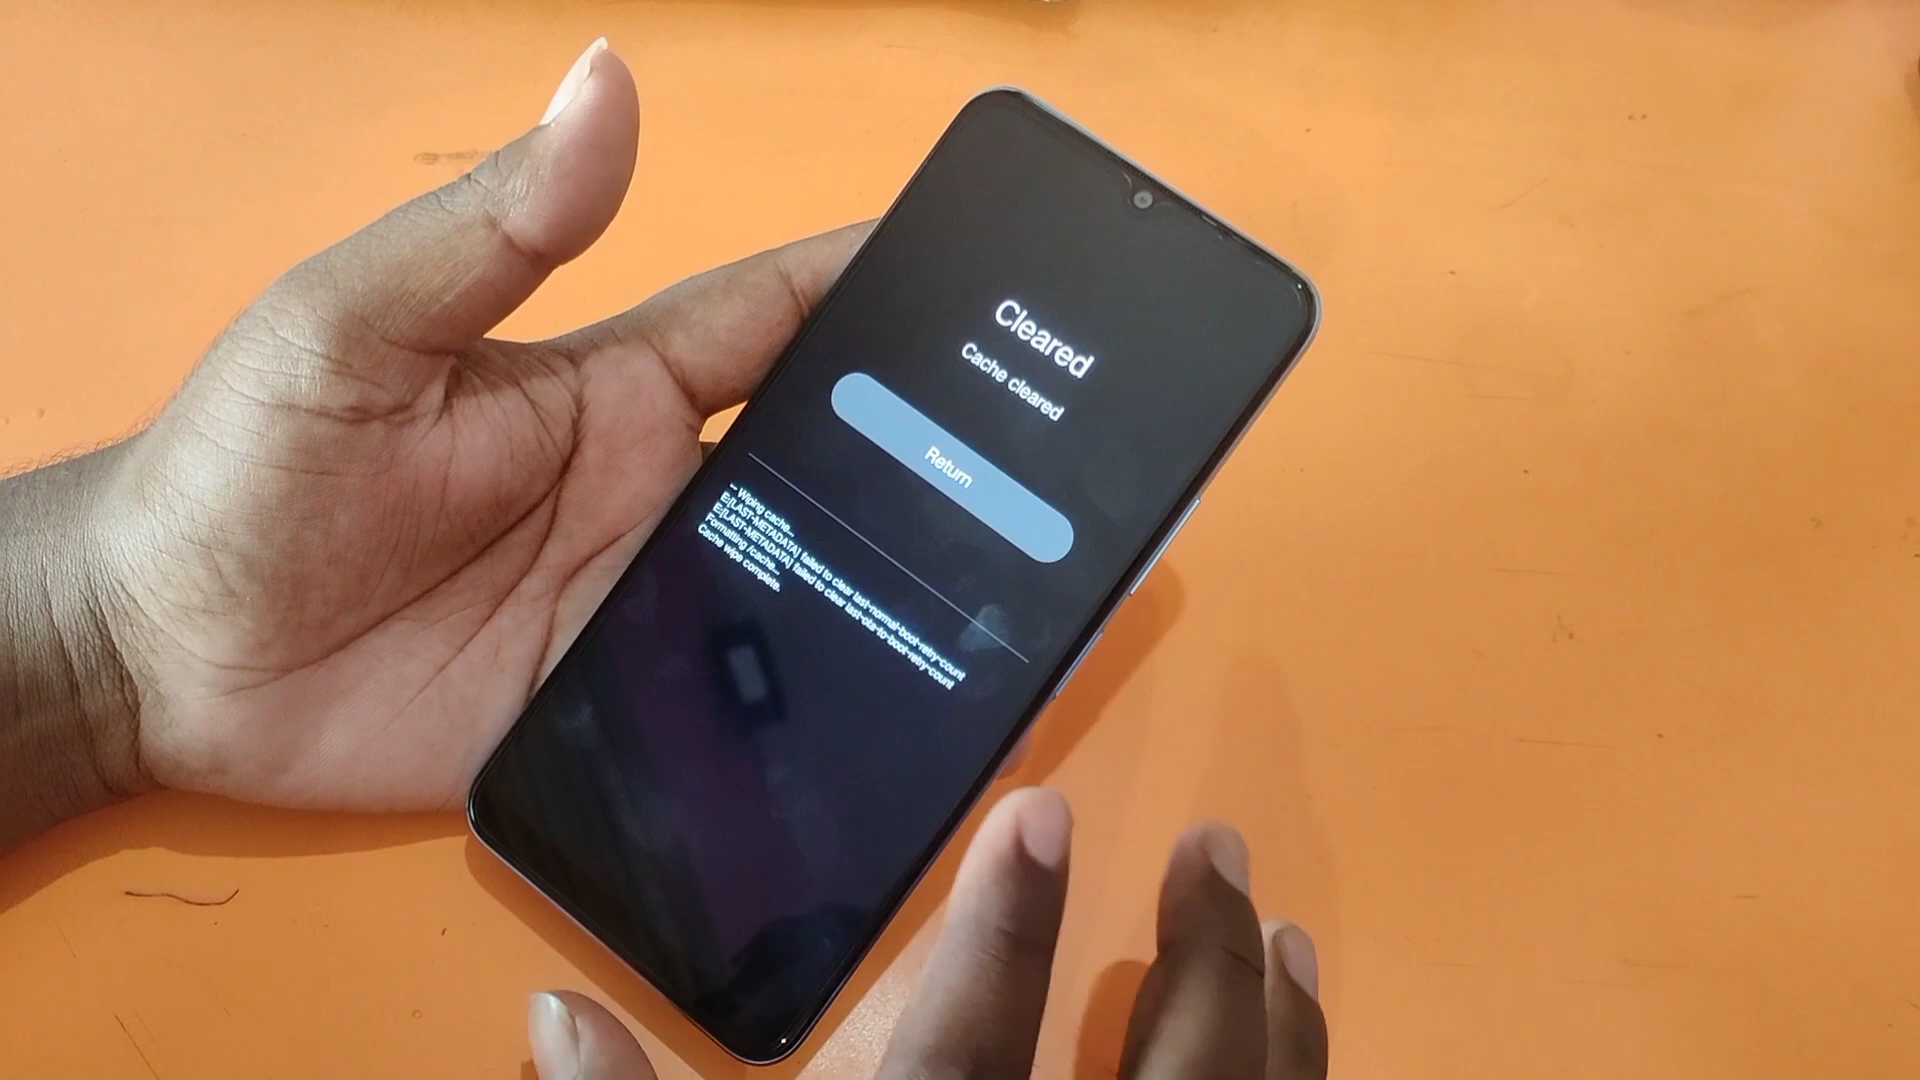 Cleared
Cache cleared
Return
-- Wiping cache...
E:[LAST-METADATA] failed to clear last-normal-boot-retry-count
E:[LAST-METADATA] failed to clear last-ota-to-boot-retry-count
Formatting /cache...
Cache wipe complete.